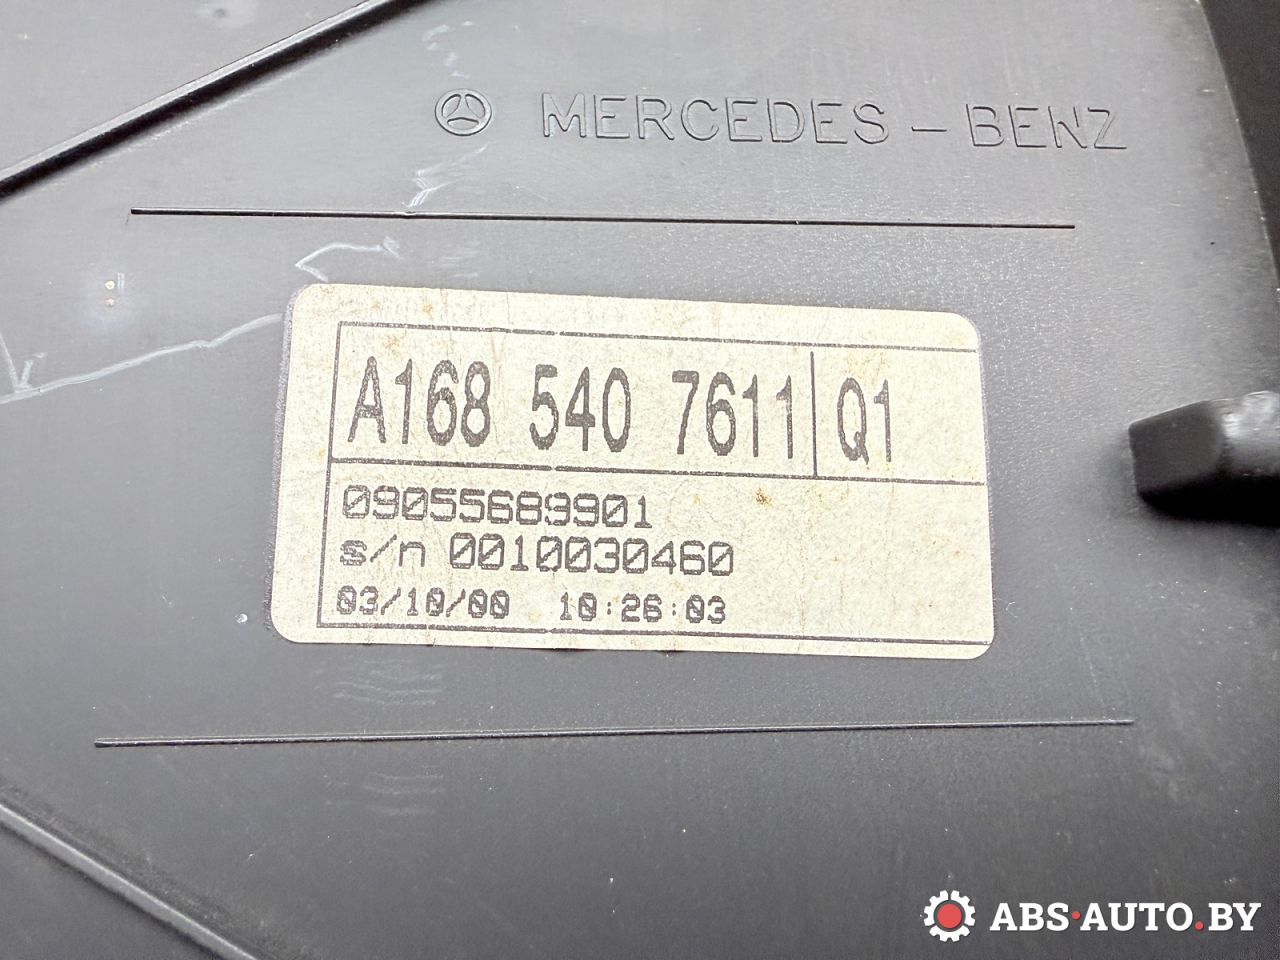 MERCEDES-BENZ
A168 540 7611 Q1
09055689901
s/n 0010030460
03/10/00 10:26:03
ABS·AUTO.BY